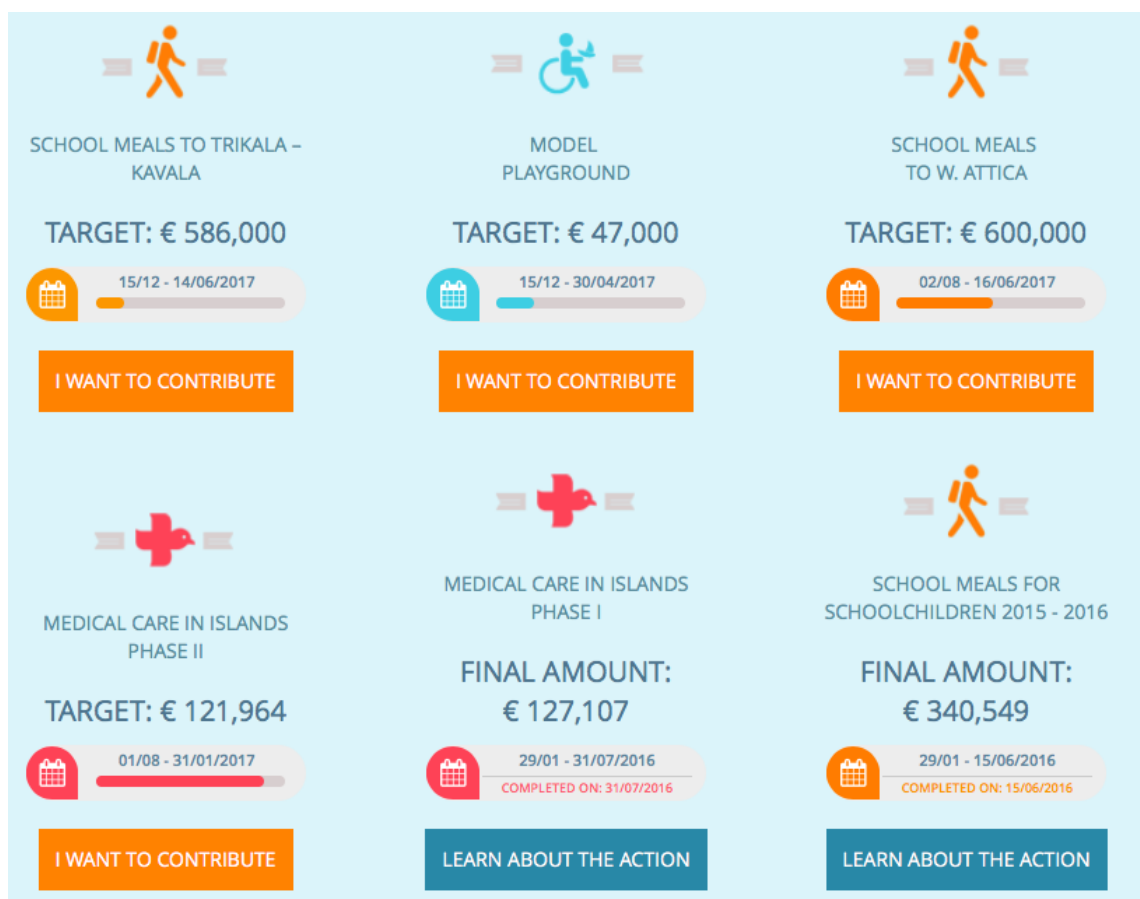 SCHOOL MEALS TO TRIKALA –
KAVALA
TARGET: € 586,000
15/12 - 14/06/2017
I WANT TO CONTRIBUTE
MODEL
PLAYGROUND
TARGET: € 47,000
15/12 - 30/04/2017
I WANT TO CONTRIBUTE
SCHOOL MEALS
TO W. ATTICA
TARGET: € 600,000
02/08 - 16/06/2017
I WANT TO CONTRIBUTE
MEDICAL CARE IN ISLANDS
PHASE II
TARGET: € 121,964
01/08 - 31/01/2017
I WANT TO CONTRIBUTE
MEDICAL CARE IN ISLANDS
PHASE I
FINAL AMOUNT:
€ 127,107
29/01 - 31/07/2016
COMPLETED ON: 31/07/2016
LEARN ABOUT THE ACTION
SCHOOL MEALS FOR
SCHOOLCHILDREN 2015 - 2016
FINAL AMOUNT:
€ 340,549
29/01 - 15/06/2016
COMPLETED ON: 15/06/2016
LEARN ABOUT THE ACTION